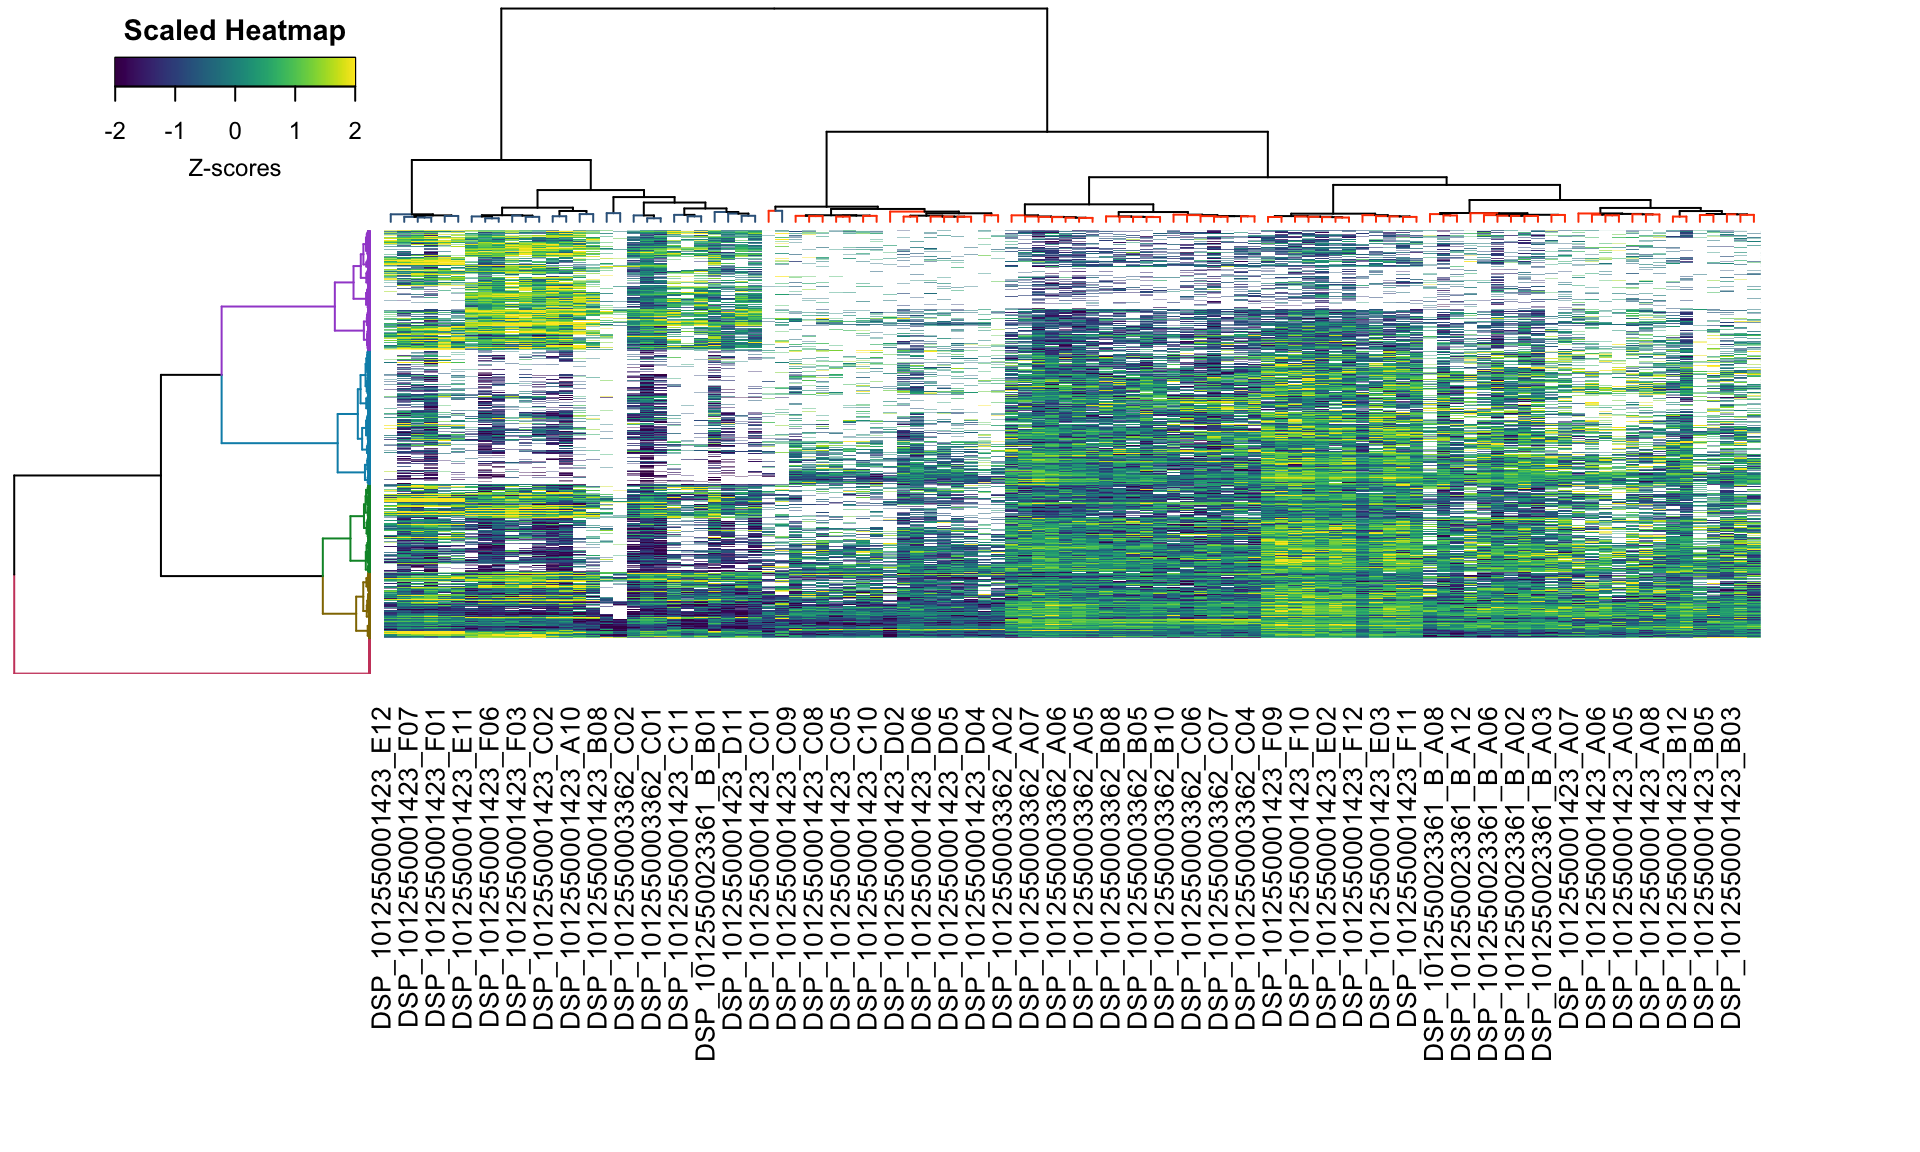 Scaled Heatmap
-2 -1 0 1 2
Z-scores
DSP_1012550001423_E12
DSP_1012550001423_F07
DSP_1012550001423_F01
DSP_1012550001423_E11
DSP_1012550001423_F06
DSP_1012550001423_F03
DSP_1012550001423_C02
DSP_1012550001423_A10
DSP_1012550001423_B08
DSP_1012550003362_C02
DSP_1012550003362_C01
DSP_1012550001423_C11
DSP_1012550023361_B_B01
DSP_1012550001423_D11
DSP_1012550001423_C01
DSP_1012550001423_C09
DSP_1012550001423_C08
DSP_1012550001423_C05
DSP_1012550001423_C10
DSP_1012550001423_D02
DSP_1012550001423_D06
DSP_1012550001423_D05
DSP_1012550001423_D04
DSP_1012550003362_A02
DSP_1012550003362_A07
DSP_1012550003362_A06
DSP_1012550003362_A05
DSP_1012550003362_B08
DSP_1012550003362_B05
DSP_1012550003362_B10
DSP_1012550003362_C06
DSP_1012550003362_C07
DSP_1012550003362_C04
DSP_1012550001423_F09
DSP_1012550001423_F10
DSP_1012550001423_E02
DSP_1012550001423_F12
DSP_1012550001423_E03
DSP_1012550001423_F11
DSP_1012550023361_B_A08
DSP_1012550023361_B_A12
DSP_1012550023361_B_A06
DSP_1012550023361_B_A02
DSP_1012550023361_B_A03
DSP_1012550001423_A07
DSP_1012550001423_A06
DSP_1012550001423_A05
DSP_1012550001423_A08
DSP_1012550001423_B12
DSP_1012550001423_B05
DSP_1012550001423_B03